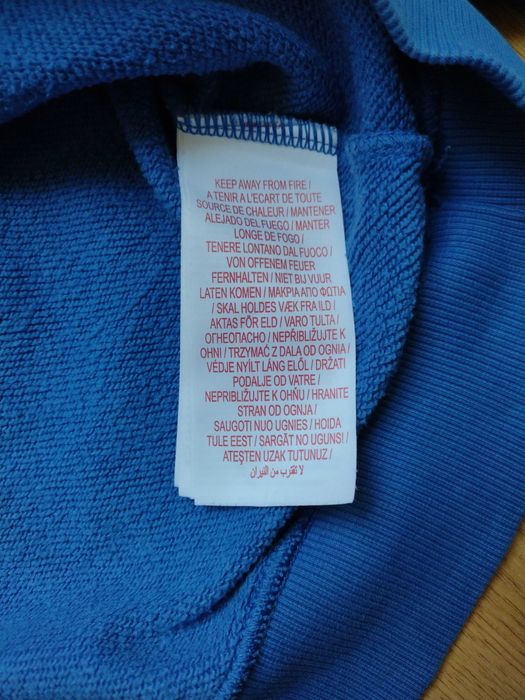 KEEP AWAY FROM FIRE /
A TENIR A L'ECART DE TOUTE
SOURCE DE CHALEUR / MANTENER
ALEJADO DEL FUEGO / MANTER
LONGE DE FOGO /
TENERE LONTANO DAL FUOCO /
VON OFFENEM FEUER
FERNHALTEN / NIET BIJ VUUR
LATEN KOMEN / ΜΑΚΡΙΑ ΑΠΟ ΦΩΤΙΑ
/ SKAL HOLDES VÆK FRA ILD /
AKTAS FÖR ELD / VARO TULTA /
ОГНЕОПАСНО / NEPŘIBLIŽUJTE K
OHNI / TRZYMAĆ Z DALA OD OGNIA /
VÉDJE NYÍLT LÁNG ELŐL / DRŽATI
PODALJE OD VATRE /
NEPRIBLIŽUJTE K OHŇU / HRANITE
STRAN OD OGNJA /
SAUGOTI NUO UGNIES / HOIDA
TULE EEST / SARGĀT NO UGUNS! /
ATEŞTEN UZAK TUTUNUZ /
لا تقترب من النيران